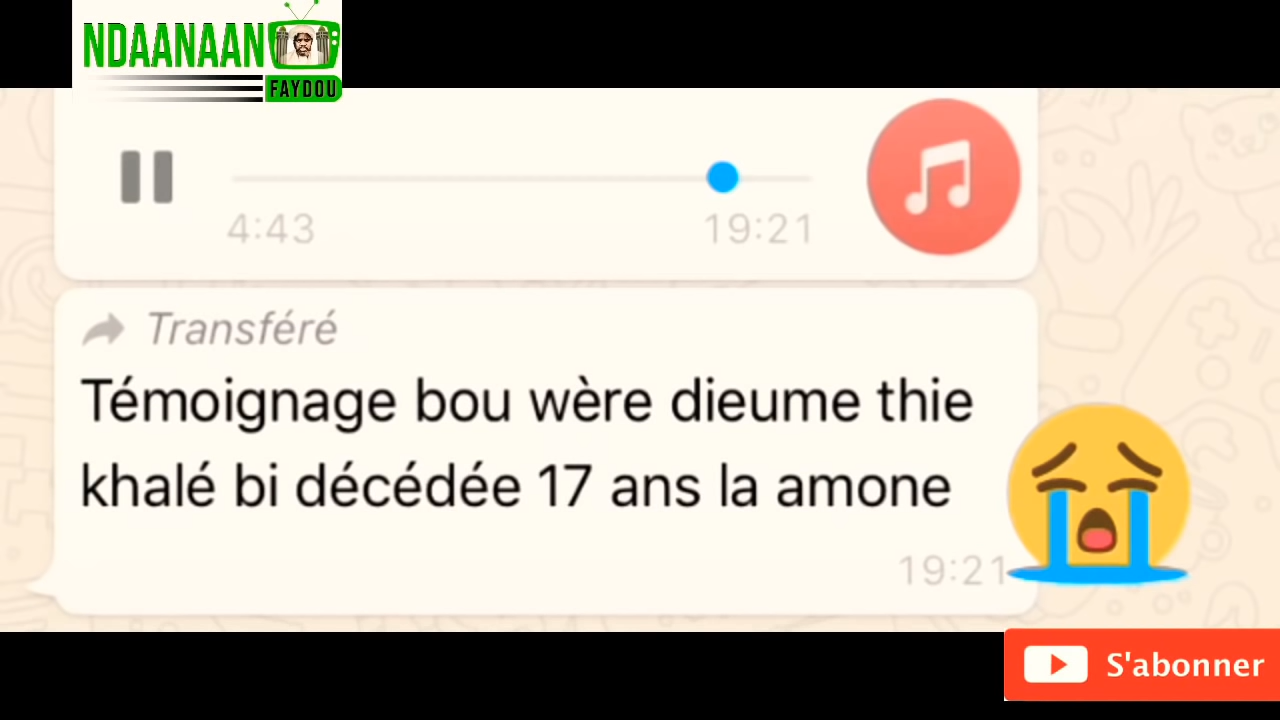 NDAANAAN
FAYDOU
4:43
19:21
Transféré
Témoignage bou wère dieume thie
khalé bi décédée 17 ans la amone
19:21
S'abonner